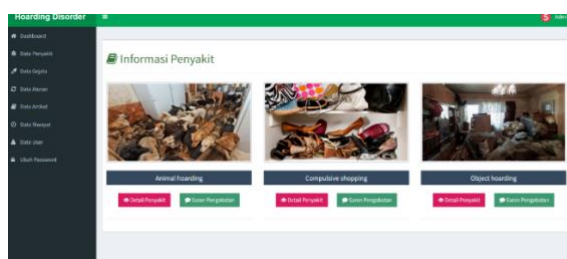 Hoarding Disorder
Dashboard
Data Penyakit
Data Gejala
Data Aturan
Data Artikel
Data Riwayat
Data User
Ubah Password
Informasi Penyakit
Animal hoarding
Compulsive shopping
Object hoarding
Detail Penyakit
Saran Pengobatan
Detail Penyakit
Saran Pengobatan
Detail Penyakit
Saran Pengobatan